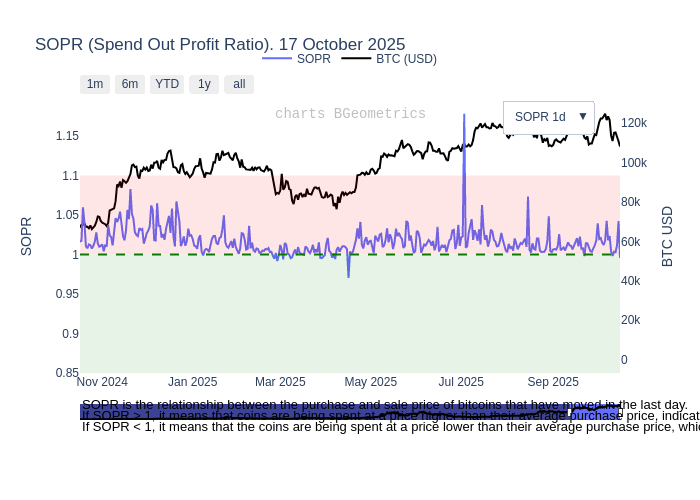 SOPR (Spend Out Profit Ratio). 17 October 2025
SOPR BTC (USD)
1m 6m YTD 1y all
charts BGeometrics
SOPR 1d ▼
1.15
1.1
1.05
1
0.95
0.9
0.85
SOPR
120k
100k
80k
60k
40k
20k
0
BTC USD
Nov 2024 Jan 2025 Mar 2025 May 2025 Jul 2025 Sep 2025
SOPR is the relationship between the purchase and sale price of bitcoins that have moved in the last day.
If SOPR > 1, it means that coins are being spent at a price higher than their average purchase price, indicat
If SOPR < 1, it means that the coins are being spent at a price lower than their average purchase price, whi